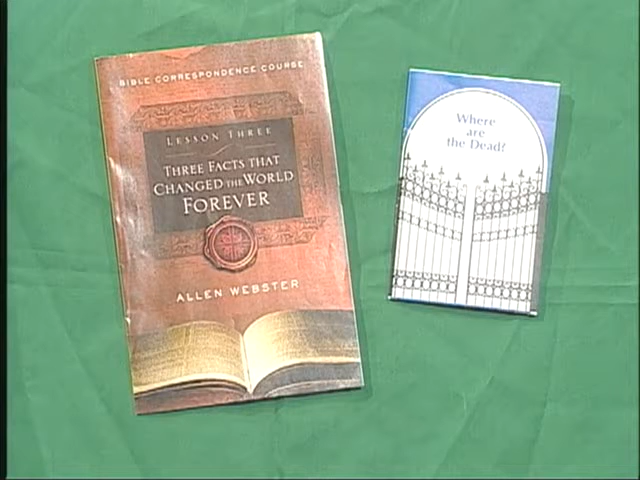 BIBLE CORRESPONDENCE COURSE
LESSON THREE
THREE FACTS THAT
CHANGED THE WORLD
FOREVER
ALLEN WEBSTER
Where
are
the Dead?